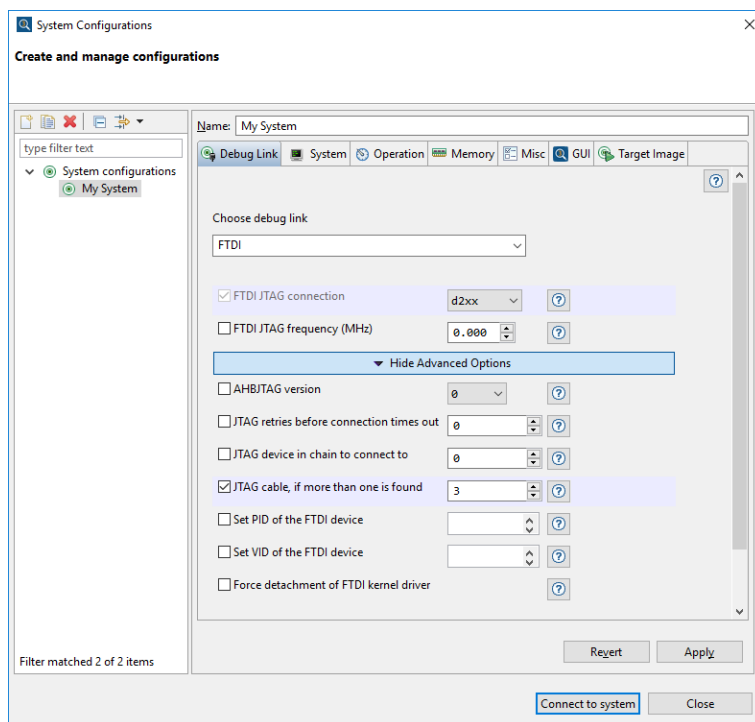 System Configurations
Create and manage configurations
type filter text
System configurations
My System
Filter matched 2 of 2 items
Name: My System
Debug Link System Operation Memory Misc GUI Target Image
Choose debug link
FTDI
FTDI JTAG connection d2xx
FTDI JTAG frequency (MHz) 0.000
Hide Advanced Options
AHBJTAG version 0
JTAG retries before connection times out 0
JTAG device in chain to connect to 0
JTAG cable, if more than one is found 3
Set PID of the FTDI device
Set VID of the FTDI device
Force detachment of FTDI kernel driver
Revert Apply
Connect to system Close